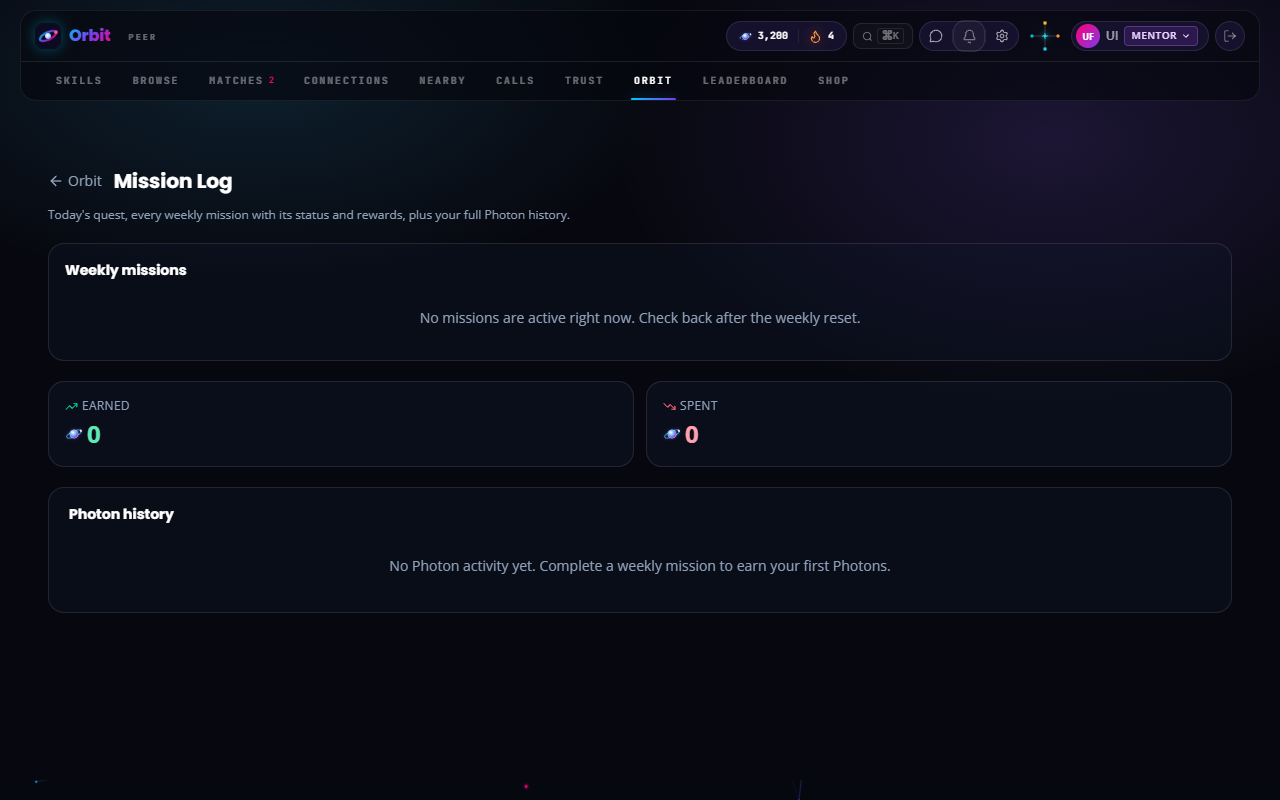 Orbit PEER 3,200 4 ⌘K UF UI MENTOR
SKILLS BROWSE MATCHES 2 CONNECTIONS NEARBY CALLS TRUST ORBIT LEADERBOARD SHOP
← Orbit Mission Log
Today's quest, every weekly mission with its status and rewards, plus your full Photon history.
Weekly missions
No missions are active right now. Check back after the weekly reset.
EARNED
0
SPENT
0
Photon history
No Photon activity yet. Complete a weekly mission to earn your first Photons.